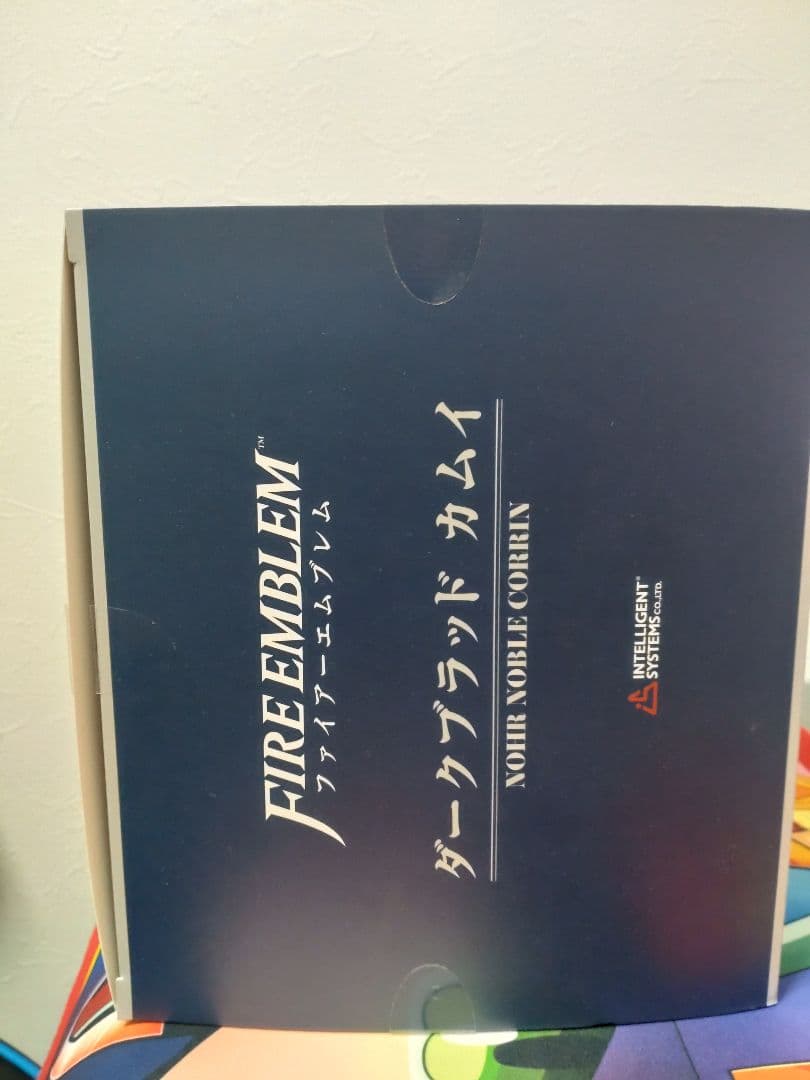 FIRE EMBLEM™
ファイアーエムブレム
ダークブラッド カムイ
NOHR NOBLE CORRIN
INTELLIGENT®
SYSTEMS CO.,LTD.